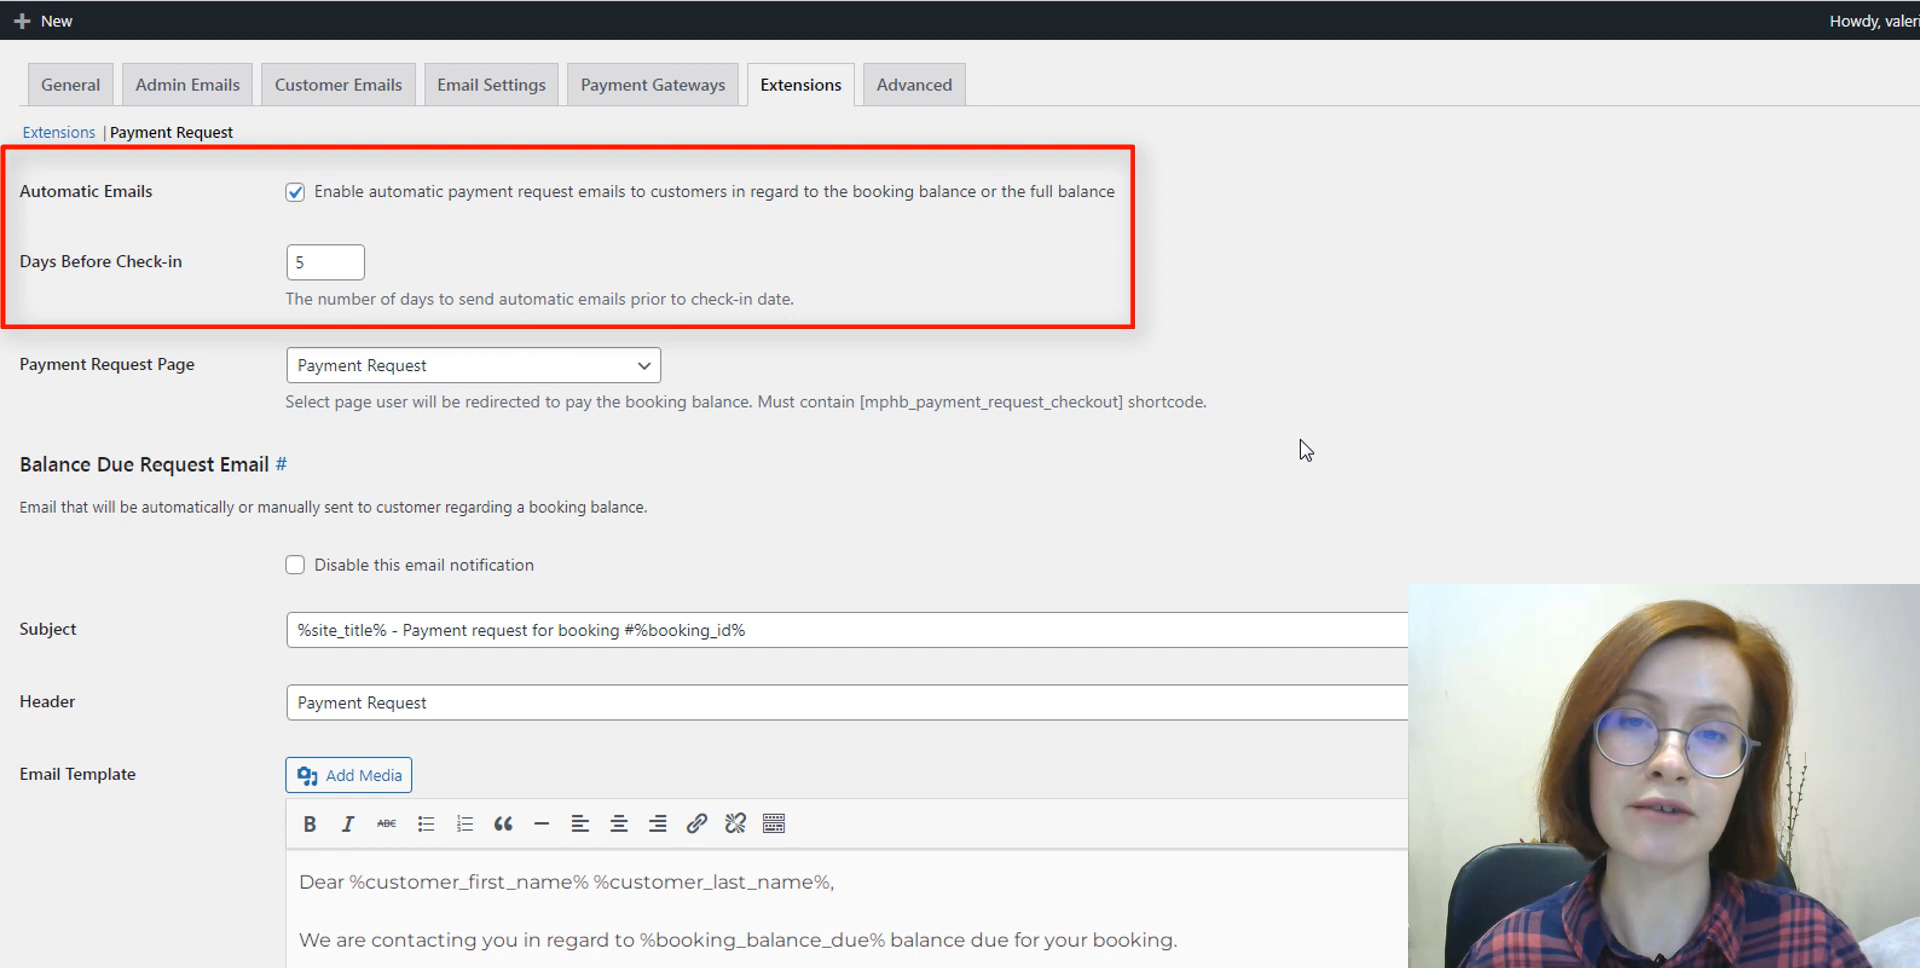 New
Howdy, valeri
General Admin Emails Customer Emails Email Settings Payment Gateways Extensions Advanced
Extensions | Payment Request
Automatic Emails
Enable automatic payment request emails to customers in regard to the booking balance or the full balance
Days Before Check-in
5
The number of days to send automatic emails prior to check-in date.
Payment Request Page
Payment Request
Select page user will be redirected to pay the booking balance. Must contain [mphb_payment_request_checkout] shortcode.
Balance Due Request Email #
Email that will be automatically or manually sent to customer regarding a booking balance.
Disable this email notification
Subject
%site_title% - Payment request for booking #%booking_id%
Header
Payment Request
Email Template
Add Media
B I ABC
Dear %customer_first_name% %customer_last_name%,
We are contacting you in regard to %booking_balance_due% balance due for your booking.